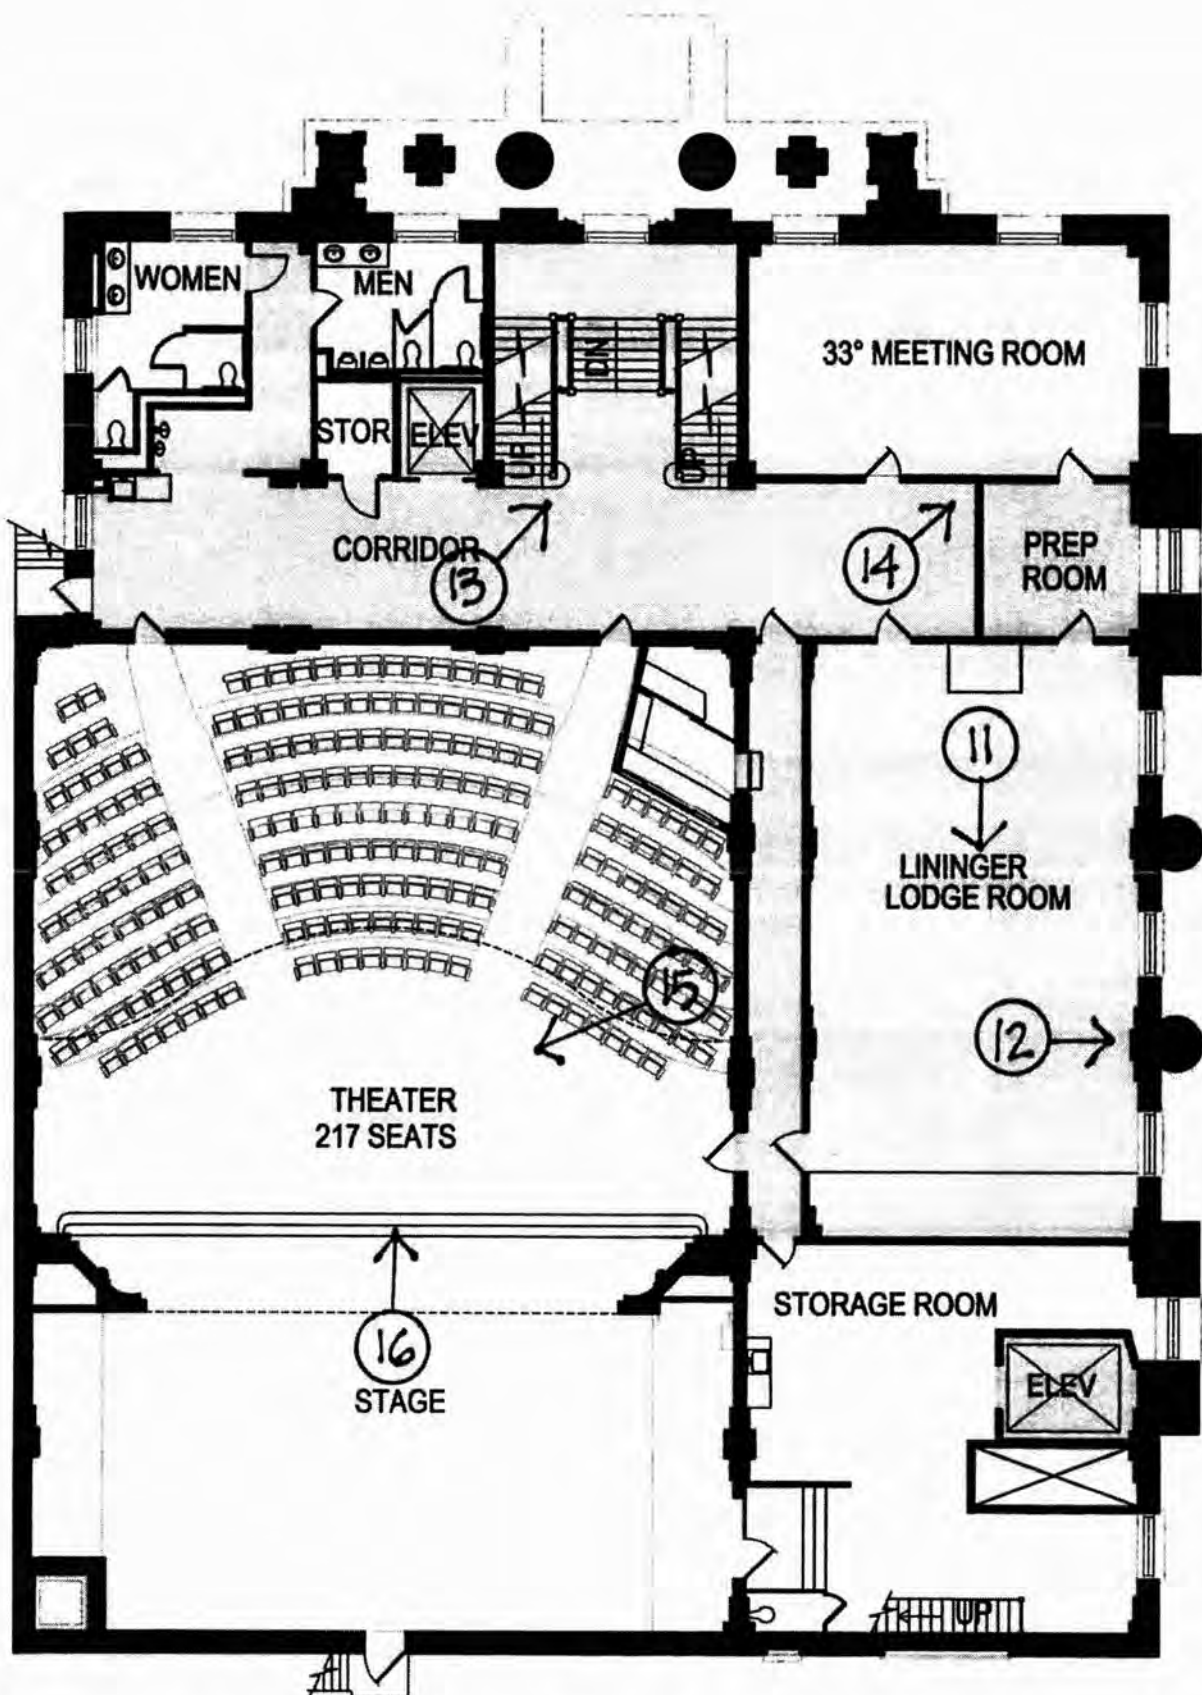 WOMEN
MEN
DN
33° MEETING ROOM
STOR
ELEV
UP
UP
CORRIDOR
13
14
PREP
ROOM
11
LININGER
LODGE ROOM
15
12
THEATER
217 SEATS
STORAGE ROOM
16
STAGE
ELEV
UP